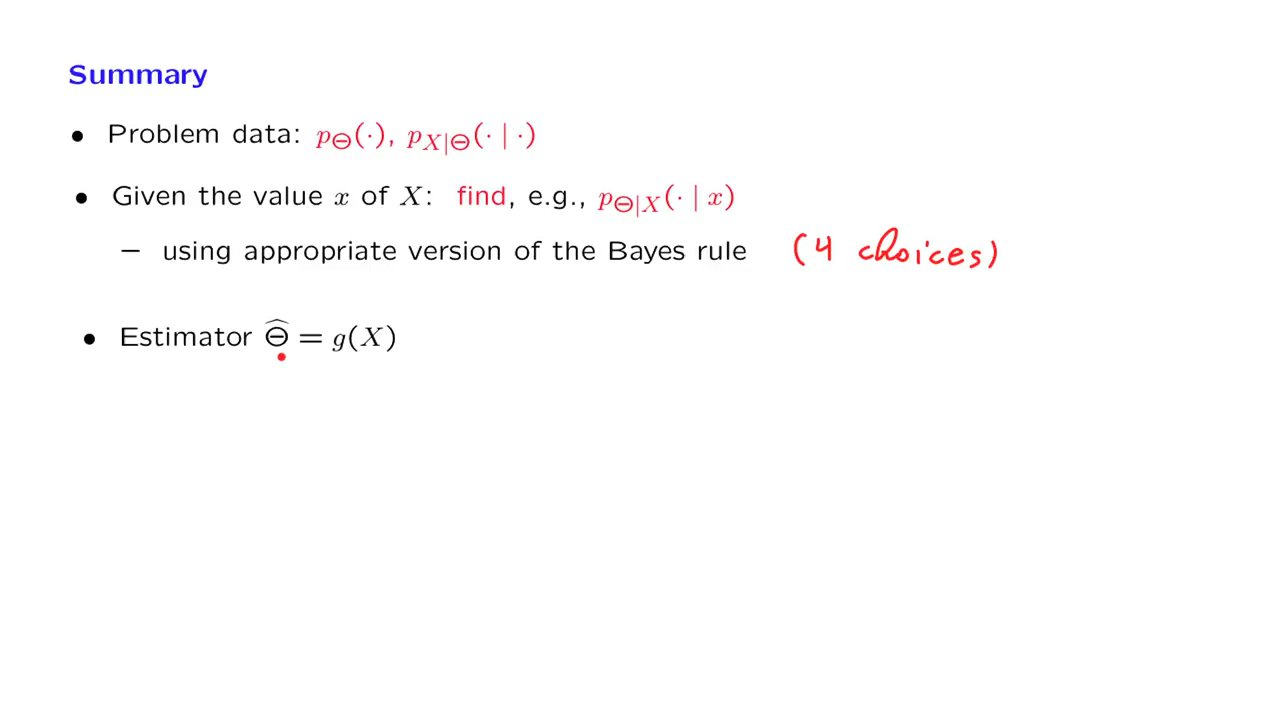 Summary
• Problem data: p_Θ(·), p_{X|Θ}(· | ·)
• Given the value x of X: find, e.g., p_{Θ|X}(· | x)
– using appropriate version of the Bayes rule (4 choices)
• Estimator Θ̂ = g(X)